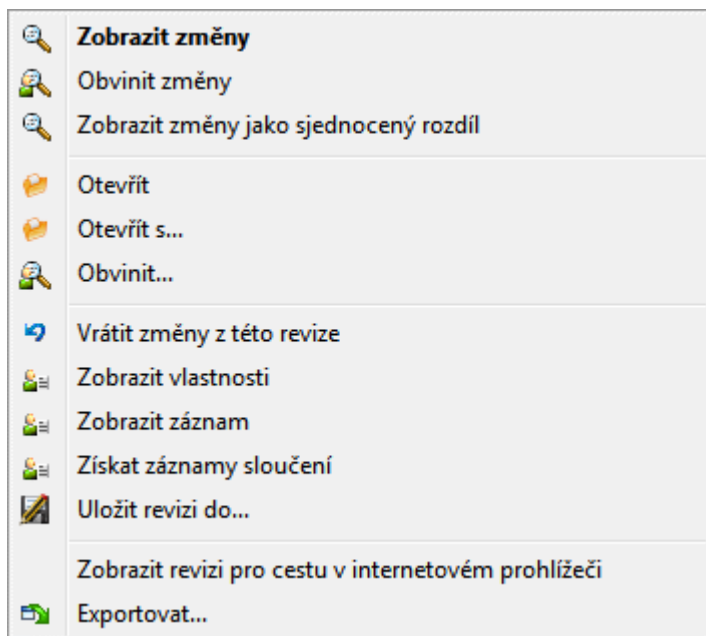 Zobrazit změny
Obvinit změny
Zobrazit změny jako sjednocený rozdíl
Otevřít
Otevřít s...
Obvinit...
Vrátit změny z této revize
Zobrazit vlastnosti
Zobrazit záznam
Získat záznamy sloučení
Uložit revizi do...
Zobrazit revizi pro cestu v internetovém prohlížeči
Exportovat...